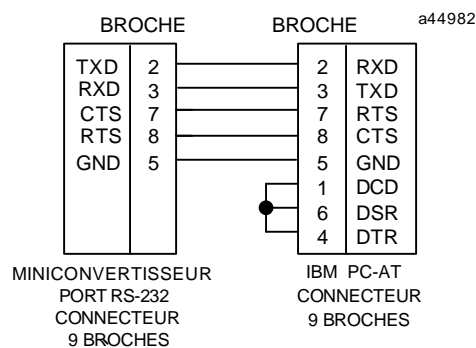 BROCHE BROCHE a44982
TXD 2 2 RXD
RXD 3 3 TXD
CTS 7 7 RTS
RTS 8 8 CTS
GND 5 5 GND
1 DCD
6 DSR
4 DTR
MINICONVERTISSEUR
PORT RS-232
CONNECTEUR
9 BROCHES
IBM PC-AT
CONNECTEUR
9 BROCHES